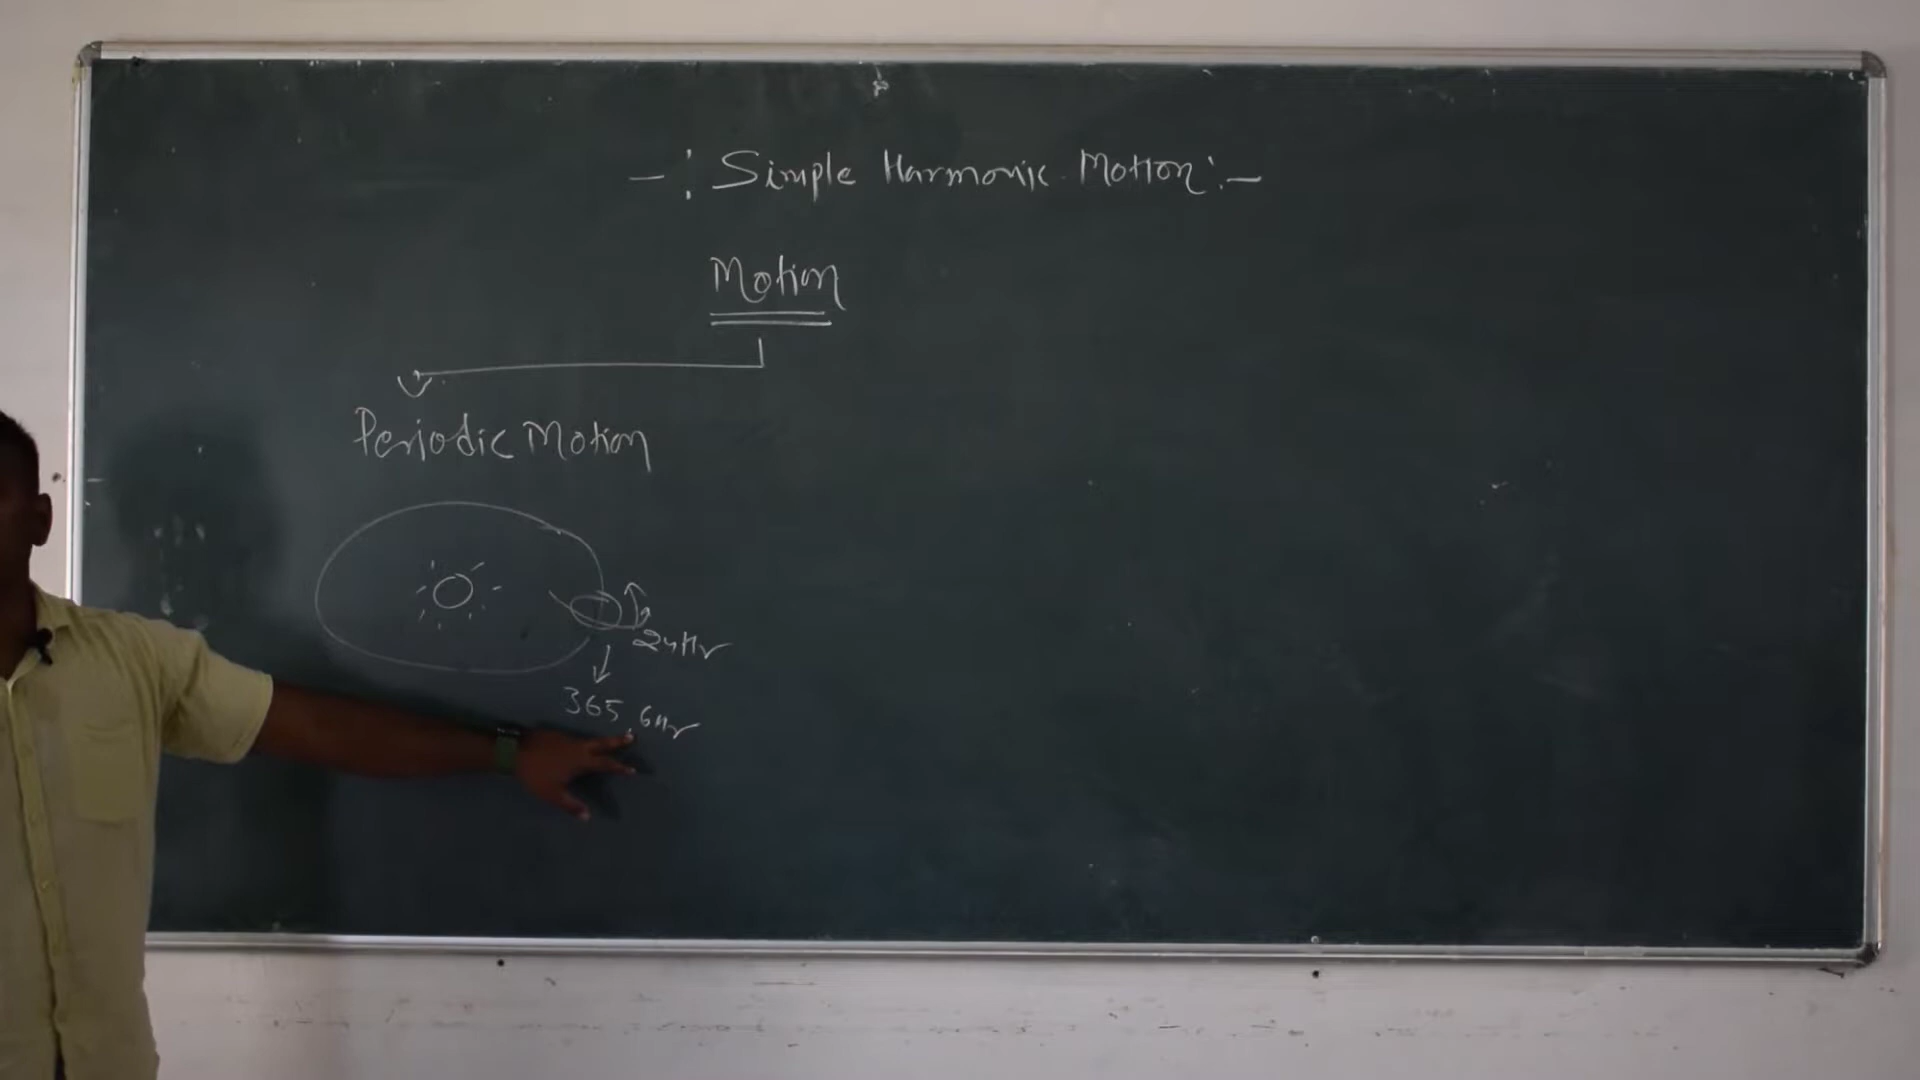 -: Simple Harmonic Motion :-
Motion
Periodic Motion
24Hr
365, 6Hr